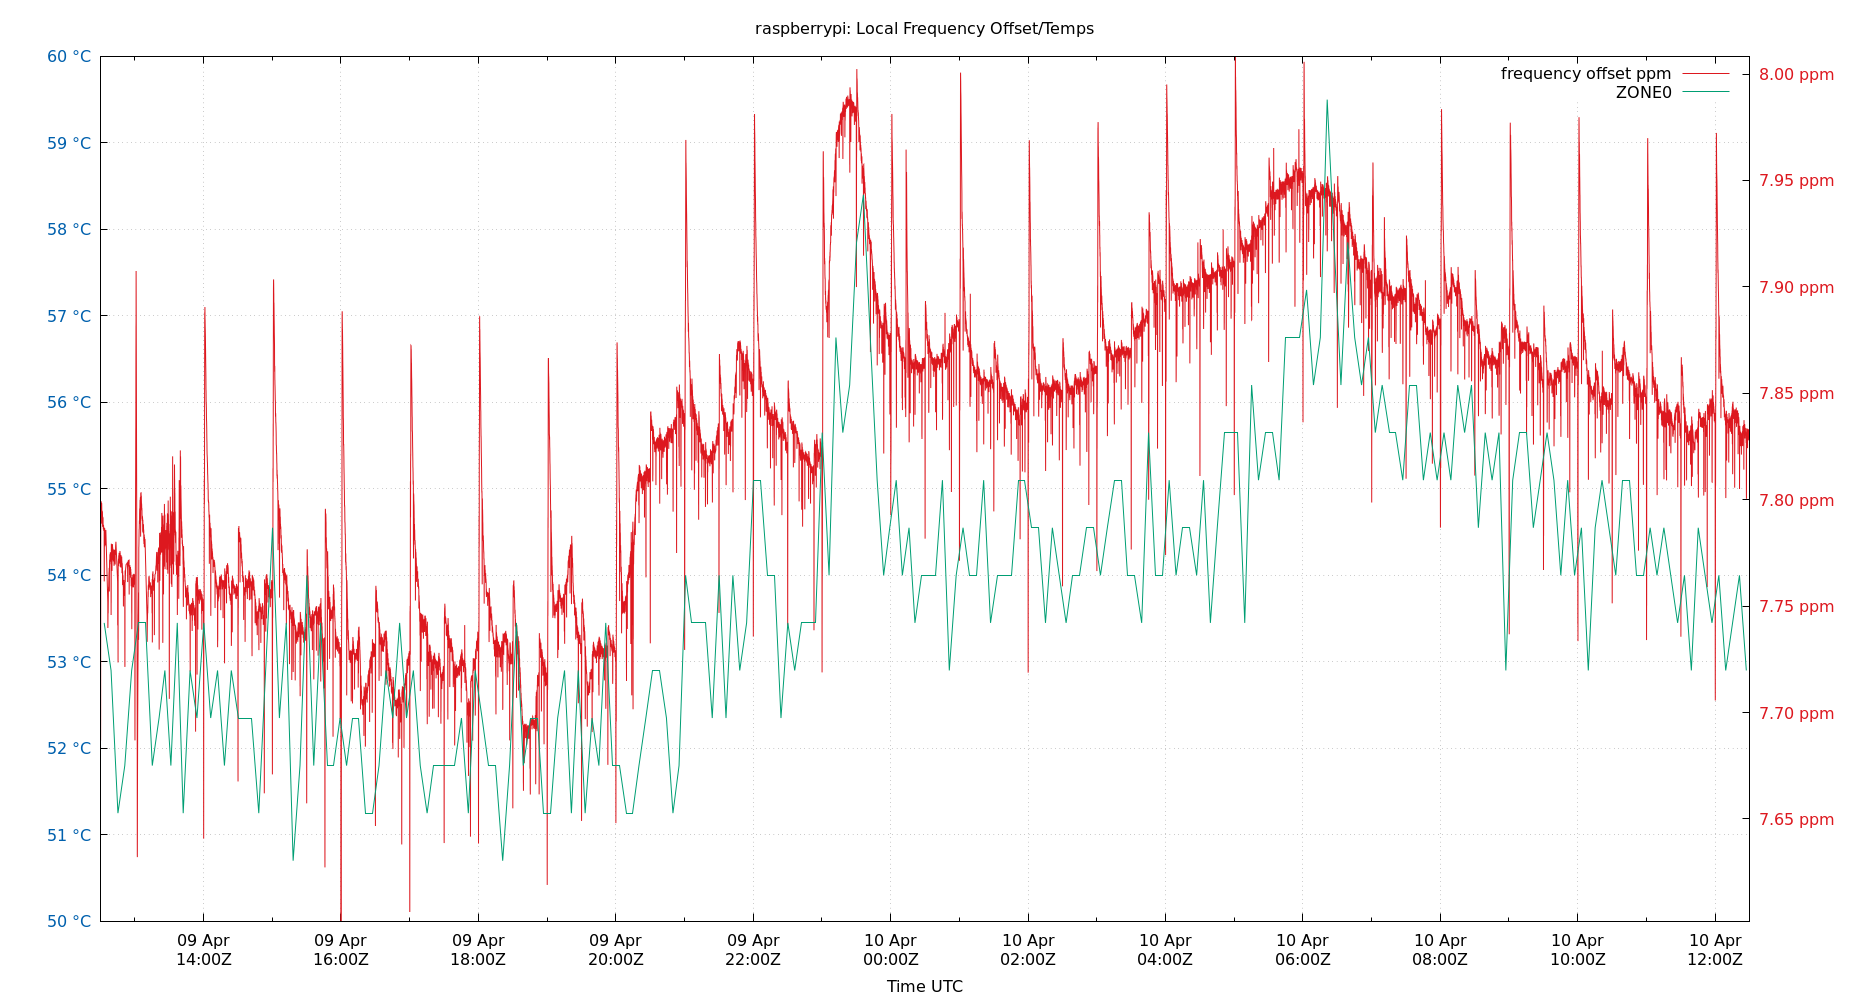 raspberrypi: Local Frequency Offset/Temps
frequency offset ppm
ZONE0
60 °C
59 °C
58 °C
57 °C
56 °C
55 °C
54 °C
53 °C
52 °C
51 °C
50 °C
8.00 ppm
7.95 ppm
7.90 ppm
7.85 ppm
7.80 ppm
7.75 ppm
7.70 ppm
7.65 ppm
09 Apr
14:00Z
09 Apr
16:00Z
09 Apr
18:00Z
09 Apr
20:00Z
09 Apr
22:00Z
10 Apr
00:00Z
10 Apr
02:00Z
10 Apr
04:00Z
10 Apr
06:00Z
10 Apr
08:00Z
10 Apr
10:00Z
10 Apr
12:00Z
Time UTC